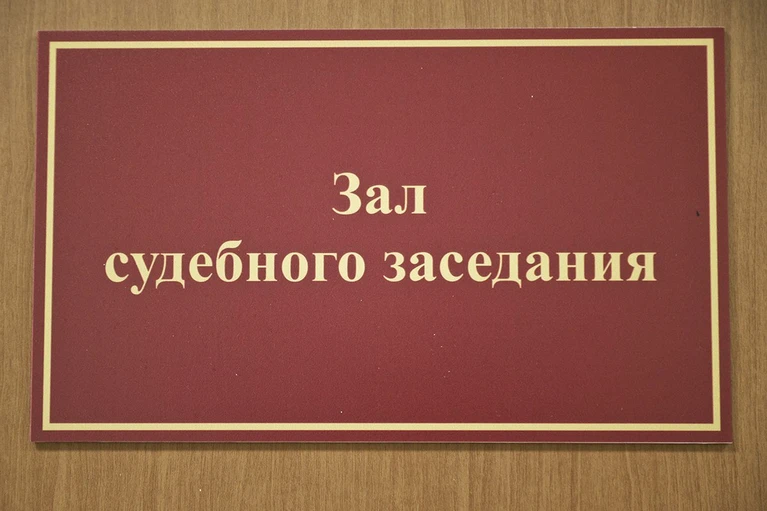 Зал
судебного заседания